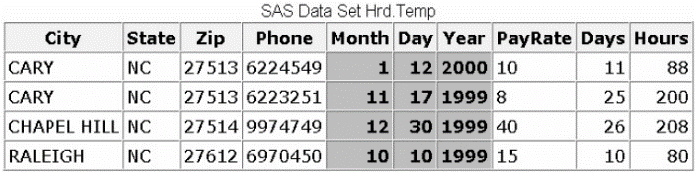 SAS Data Set Hrd.Temp
City State Zip Phone Month Day Year PayRate Days Hours
CARY NC 27513 6224549 1 12 2000 10 11 88
CARY NC 27513 6223251 11 17 1999 8 25 200
CHAPEL HILL NC 27514 9974749 12 30 1999 40 26 208
RALEIGH NC 27612 6970450 10 10 1999 15 10 80